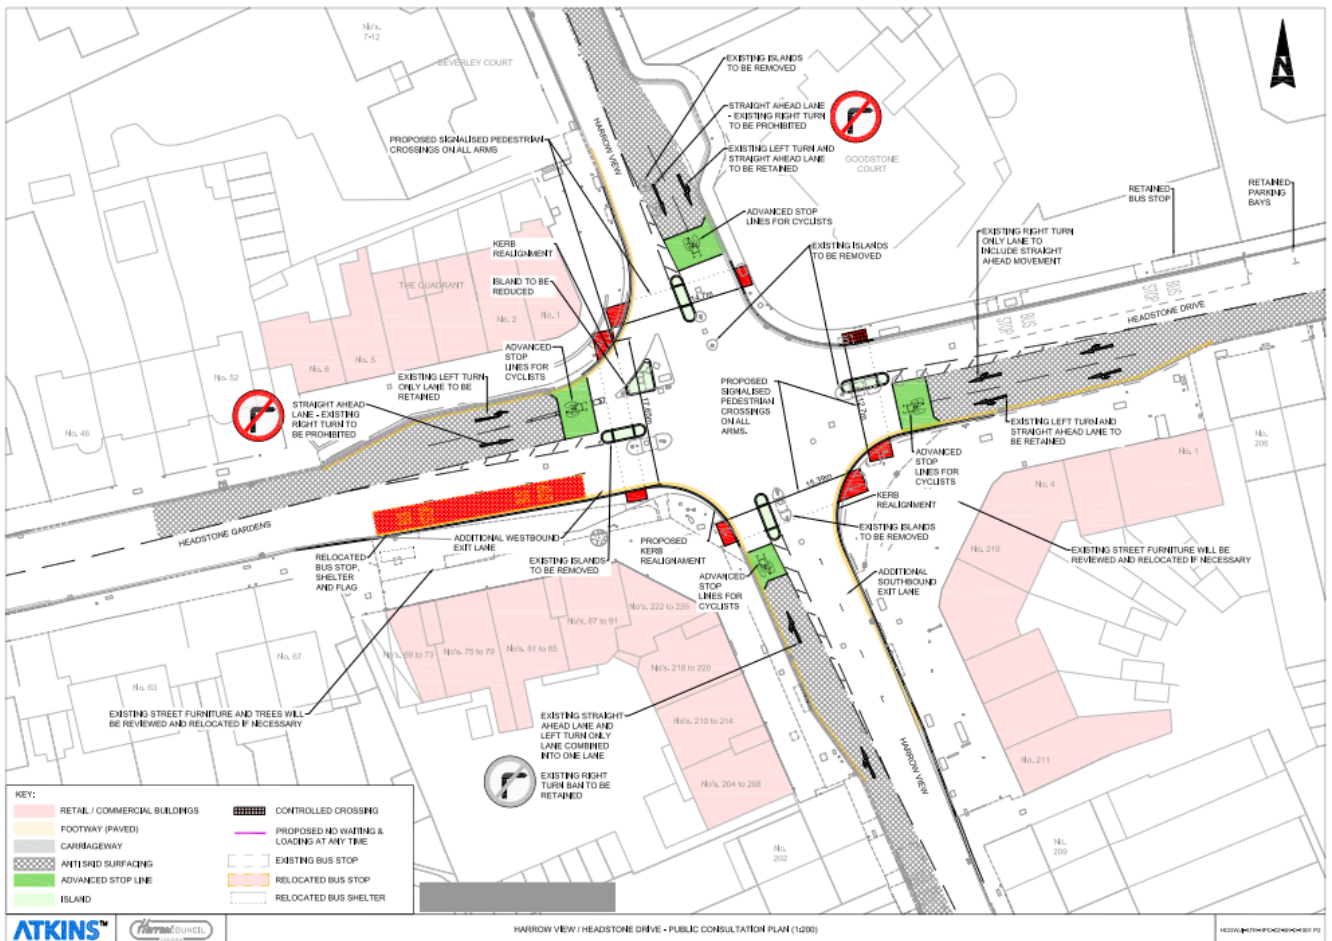 No's.
7-12
BEVERLEY COURT
EXISTING ISLANDS
TO BE REMOVED
STRAIGHT AHEAD LANE
- EXISTING RIGHT TURN
TO BE PROHIBITED
EXISTING LEFT TURN AND
STRAIGHT AHEAD LANE
TO BE RETAINED
GOODSTONE
COURT
HARROW VIEW
PROPOSED SIGNALISED PEDESTRIAN
CROSSINGS ON ALL ARMS
ADVANCED STOP
LINES FOR CYCLISTS
RETAINED
BUS STOP
RETAINED
PARKING
BAYS
KERB
REALIGNMENT
EXISTING ISLANDS
TO BE REMOVED
EXISTING RIGHT TURN
ONLY LANE TO
INCLUDE STRAIGHT
AHEAD MOVEMENT
THE QUADRANT
ISLAND TO BE
REDUCED
BUS
STOP
BUS
STOP
HEADSTONE DRIVE
No. 2
No. 1
No. 5
No. 6
No. 52
No. 46
ADVANCED
STOP
LINES FOR
CYCLISTS
EXISTING LEFT TURN
ONLY LANE TO BE
RETAINED
STRAIGHT AHEAD
LANE - EXISTING
RIGHT TURN TO
BE PROHIBITED
PROPOSED
SIGNALISED
PEDESTRIAN
CROSSINGS
ON ALL
ARMS.
12.7m
EXISTING LEFT TURN AND
STRAIGHT AHEAD LANE TO
BE RETAINED
No. 1
No. 206
ADVANCED
STOP
LINES FOR
CYCLISTS
No. 4
15.39m
KERB
REALIGNMENT
EXISTING ISLANDS
TO BE REMOVED
No. 219
EXISTING STREET FURNITURE WILL BE
REVIEWED AND RELOCATED IF NECESSARY
HEADSTONE GARDENS
ADDITIONAL WESTBOUND
EXIT LANE
RELOCATED
BUS STOP,
SHELTER
AND FLAG
EXISTING ISLANDS
TO BE REMOVED
PROPOSED
KERB
REALIGNMENT
ADVANCED
STOP
LINES FOR
CYCLISTS
ADDITIONAL
SOUTHBOUND
EXIT LANE
No's. 222 to 226
No's. 87 to 91
No's. 81 to 85
No's. 75 to 79
No's. 69 to 73
No. 67
No. 63
No's. 216 to 220
No's. 210 to 214
No's. 204 to 208
EXISTING STREET FURNITURE AND TREES WILL
BE REVIEWED AND RELOCATED IF NECESSARY
EXISTING STRAIGHT
AHEAD LANE AND
LEFT TURN ONLY
LANE COMBINED
INTO ONE LANE
EXISTING RIGHT
TURN BAN TO BE
RETAINED
HARROW VIEW
No. 211
No.
202
No.
209
KEY:
RETAIL / COMMERCIAL BUILDINGS
FOOTWAY (PAVED)
CARRIAGEWAY
ANTI SKID SURFACING
ADVANCED STOP LINE
ISLAND
CONTROLLED CROSSING
PROPOSED NO WAITING &
LOADING AT ANY TIME
EXISTING BUS STOP
RELOCATED BUS STOP
RELOCATED BUS SHELTER
ATKINS™
Harrow COUNCIL
LONDON
HARROW VIEW / HEADSTONE DRIVE - PUBLIC CONSULTATION PLAN (1:200)